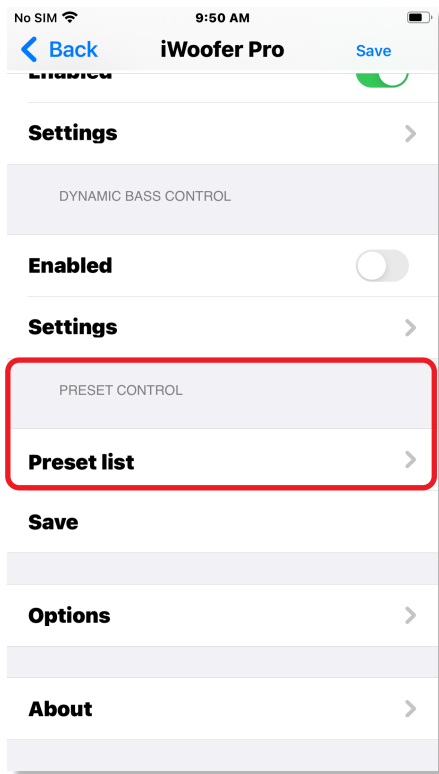 No SIM 9:50 AM
Back iWoofer Pro Save
Enabled
Settings
DYNAMIC BASS CONTROL
Enabled
Settings
PRESET CONTROL
Preset list
Save
Options
About